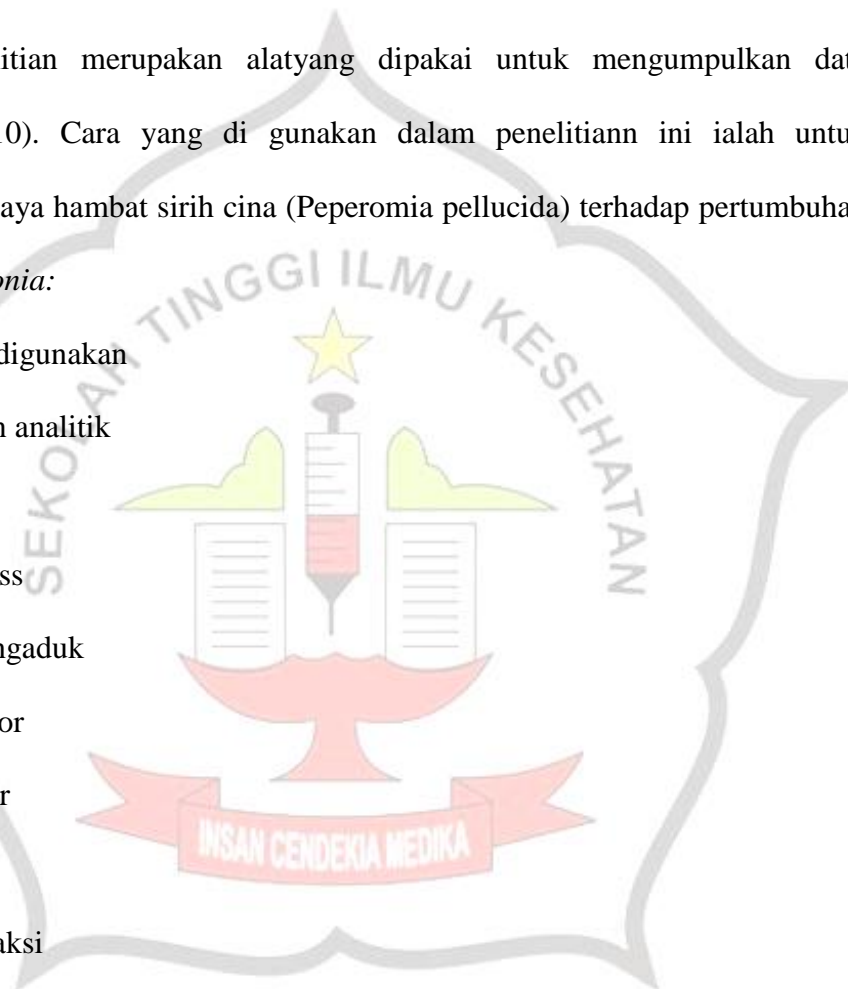 itian merupakan alatyang dipakai untuk mengumpulkan dat
10). Cara yang di gunakan dalam penelitiann ini ialah untu
aya hambat sirih cina (Peperomia pellucida) terhadap pertumbuha
onia:
digunakan
n analitik
ss
ngaduk
or
r
aksi
SEKOLAH TINGGI ILMU KESEHATAN
INSAN CENDEKIA MEDIKA